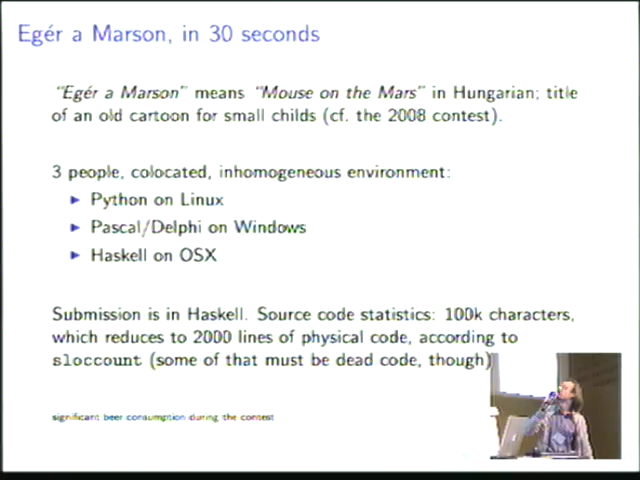 Egér a Marson, in 30 seconds
“Egér a Marson” means “Mouse on the Mars” in Hungarian; title
of an old cartoon for small childs (cf. the 2008 contest).
3 people, colocated, inhomogeneous environment:
▶ Python on Linux
▶ Pascal/Delphi on Windows
▶ Haskell on OSX
Submission is in Haskell. Source code statistics: 100k characters,
which reduces to 2000 lines of physical code, according to
sloccount (some of that must be dead code, though)
significant beer consumption during the contest